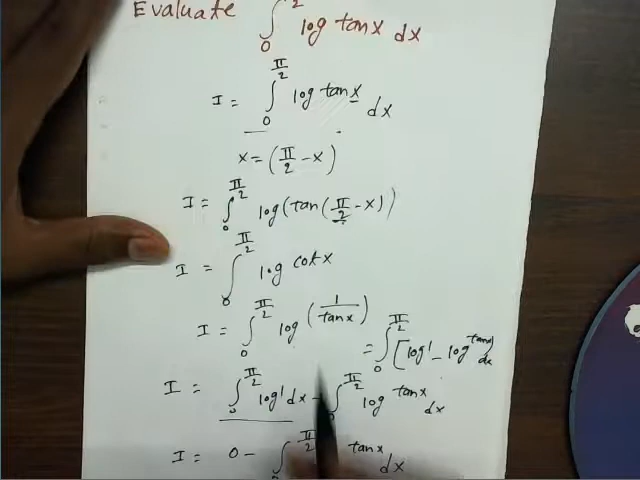 Evaluate ∫₀^2 log tanx dx
I = ∫₀^{π/2} log tanx dx
x = (π/2 - x)
I = ∫₀^{π/2} log(tan(π/2 - x))
I = ∫₀^{π/2} log cotx
I = ∫₀^{π/2} log (1/tanx)
= ∫₀^{π/2} [log1 - log tanx dx
I = ∫₀^{π/2} log1 dx - ∫₀^{π/2} log tanx dx
I = 0 - ∫₀^{π/2} tanx dx